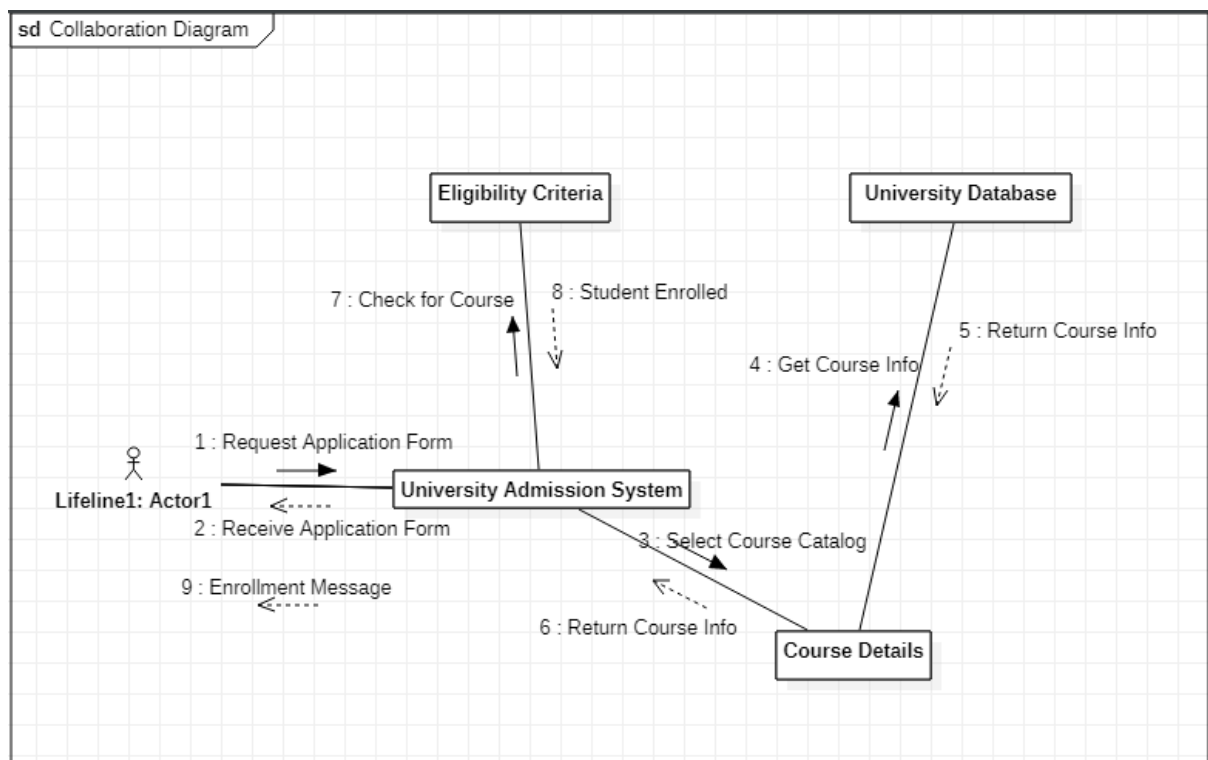 sd Collaboration Diagram
Eligibility Criteria
University Database
7 : Check for Course
8 : Student Enrolled
5 : Return Course Info
4 : Get Course Info
1 : Request Application Form
Lifeline1: Actor1
University Admission System
2 : Receive Application Form
3 : Select Course Catalog
9 : Enrollment Message
6 : Return Course Info
Course Details